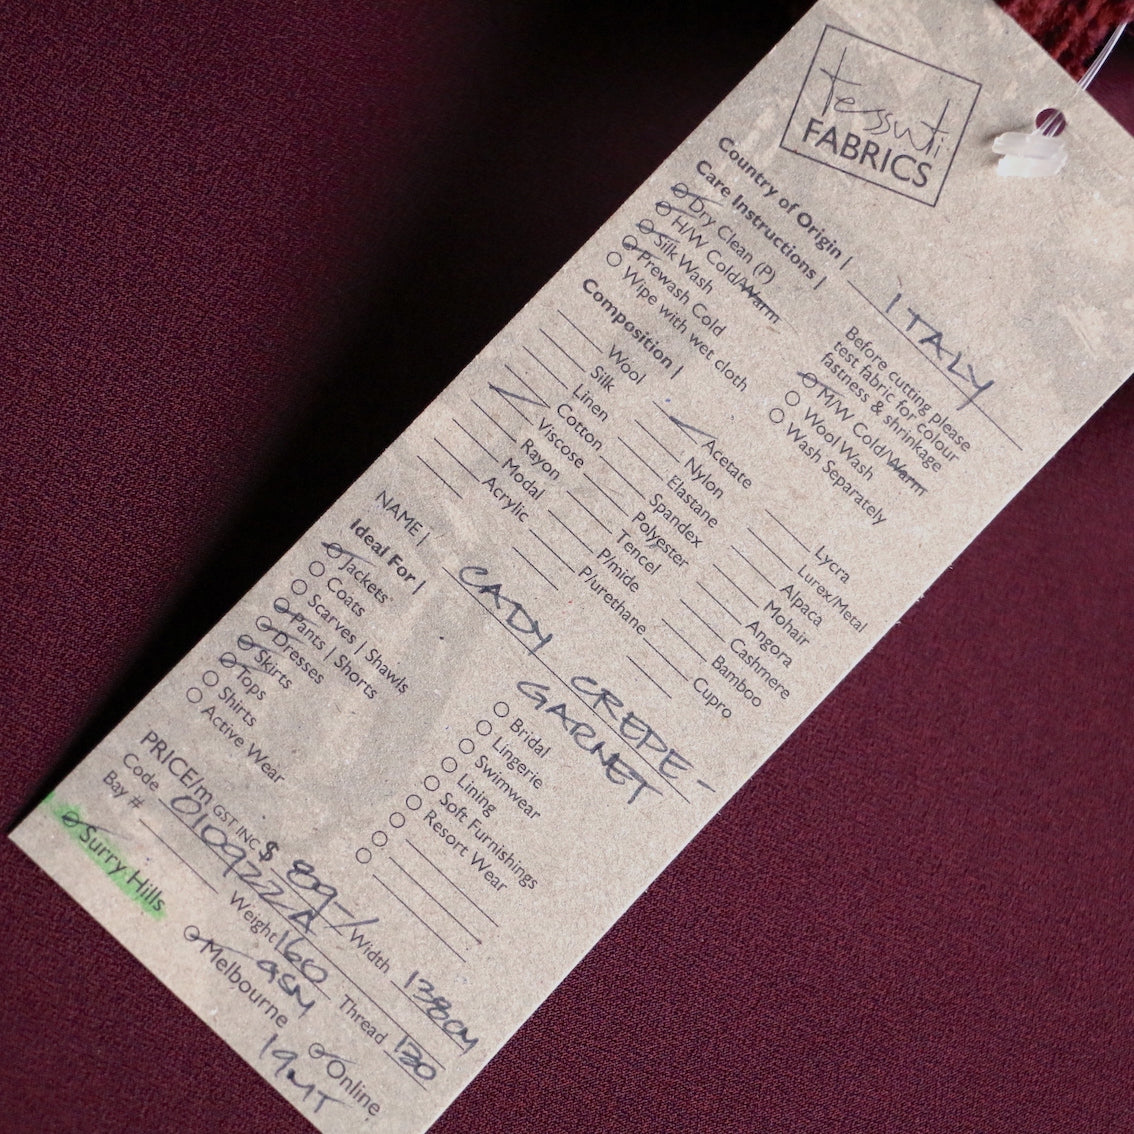 tessuti
FABRICS
Country of Origin | ITALY
Care Instructions |
Dry Clean (P)
H/W Cold/Warm
Silk Wash
Prewash Cold
Wipe with wet cloth
Before cutting please
test fabric for colour
fastness & shrinkage
M/W Cold/Warm
Wool Wash
Wash Separately
Composition |
Wool
Silk
Linen
Cotton
Viscose
Rayon
Modal
Acrylic
Acetate
Nylon
Elastane
Spandex
Polyester
Tencel
P/mide
P/urethane
Lycra
Lurex/Metal
Alpaca
Mohair
Angora
Cashmere
Bamboo
Cupro
NAME | CADY CREPE -
GARNET
Ideal For |
Jackets
Coats
Scarves | Shawls
Pants | Shorts
Dresses
Skirts
Tops
Shirts
Active Wear
Bridal
Lingerie
Swimwear
Lining
Soft Furnishings
Resort Wear
PRICE/m GST INC $ 89-/ Width 138CM
Code 0109222A Weight 160 GSM Thread 120
Bay #
Surry Hills
Melbourne
Online
19MT